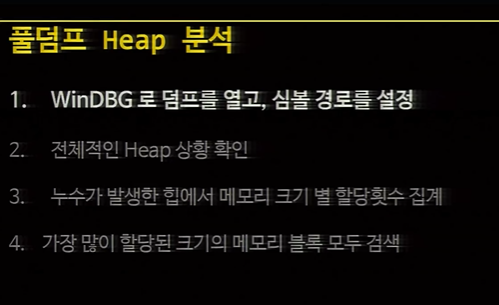 풀덤프 Heap 분석
1. WinDBG 로 덤프를 열고, 심볼 경로를 설정
2. 전체적인 Heap 상황 확인
3. 누수가 발생한 힙에서 메모리 크기 별 할당횟수 집계
4. 가장 많이 할당된 크기의 메모리 블록 모두 검색